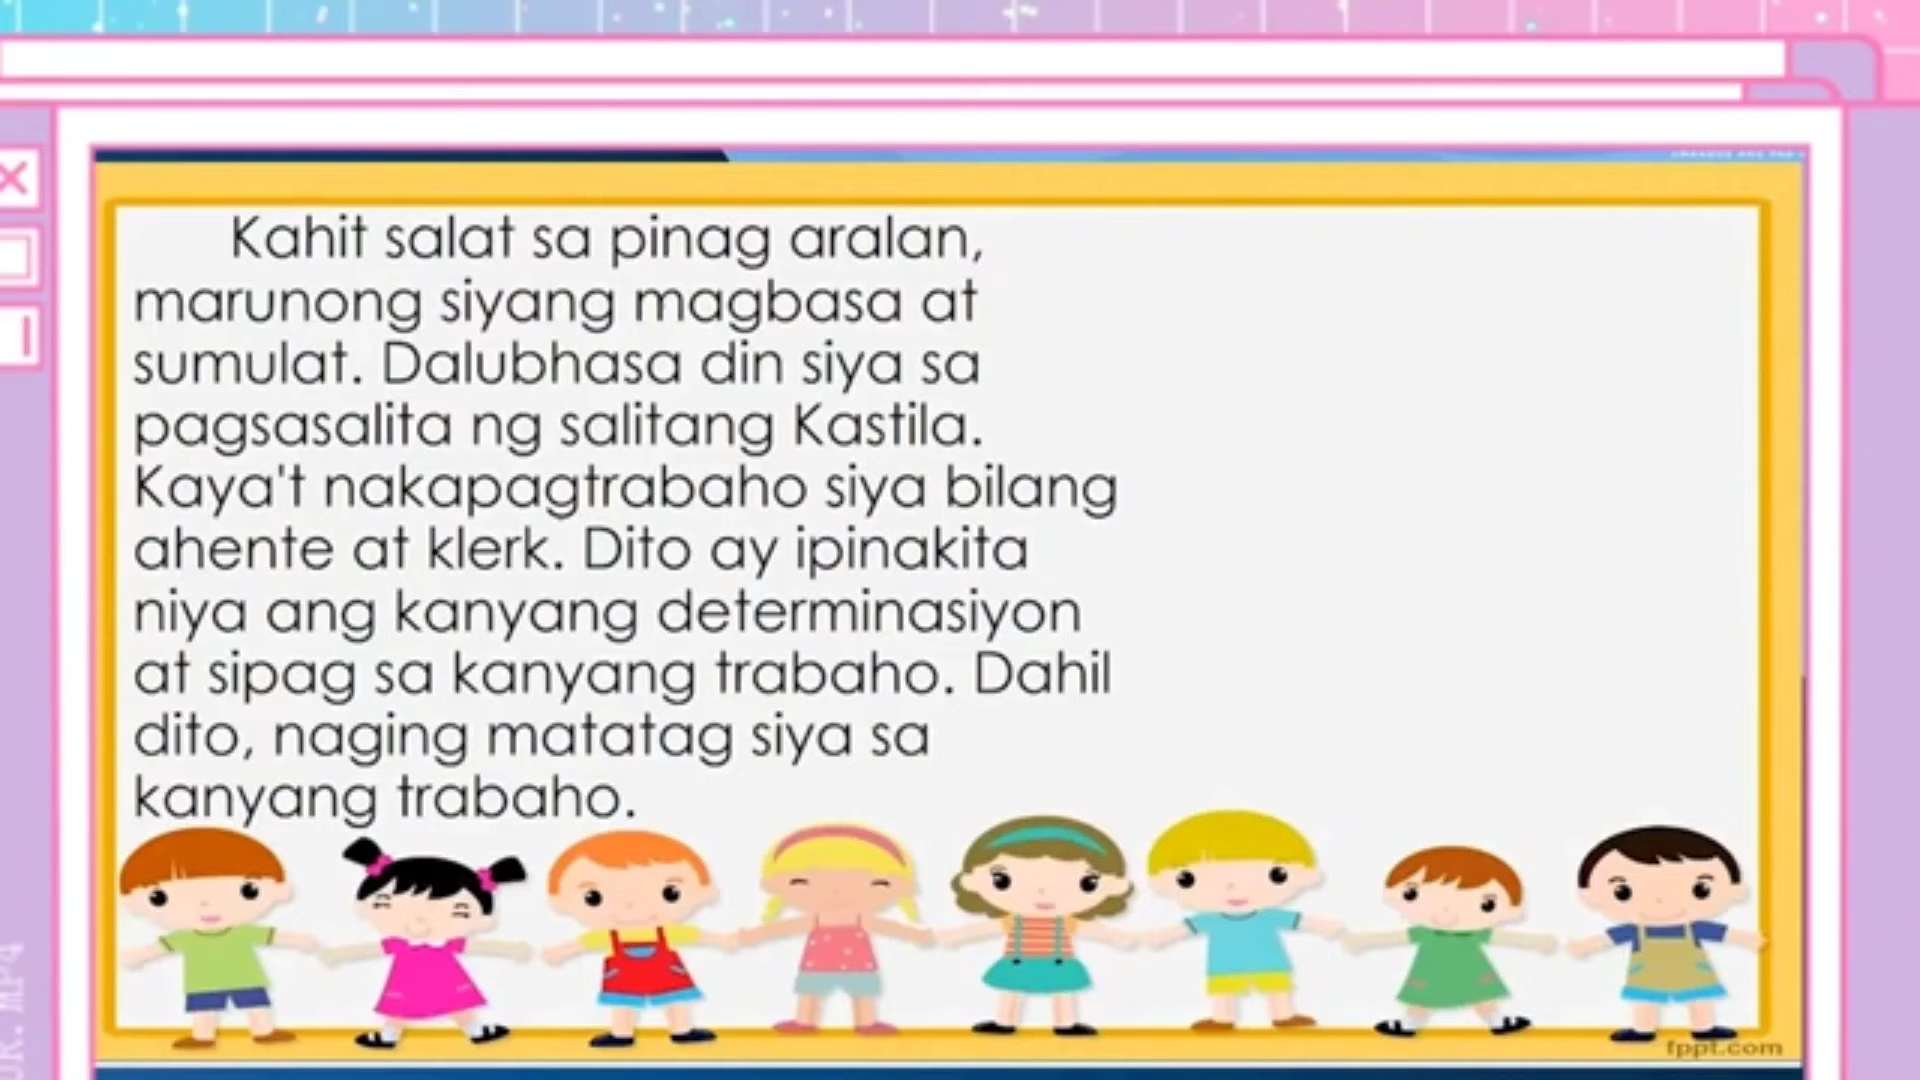 Kahit salat sa pinag aralan,
marunong siyang magbasa at
sumulat. Dalubhasa din siya sa
pagsasalita ng salitang Kastila.
Kaya't nakapagtrabaho siya bilang
ahente at klerk. Dito ay ipinakita
niya ang kanyang determinasiyon
at sipag sa kanyang trabaho. Dahil
dito, naging matatag siya sa
kanyang trabaho.
fppt.com